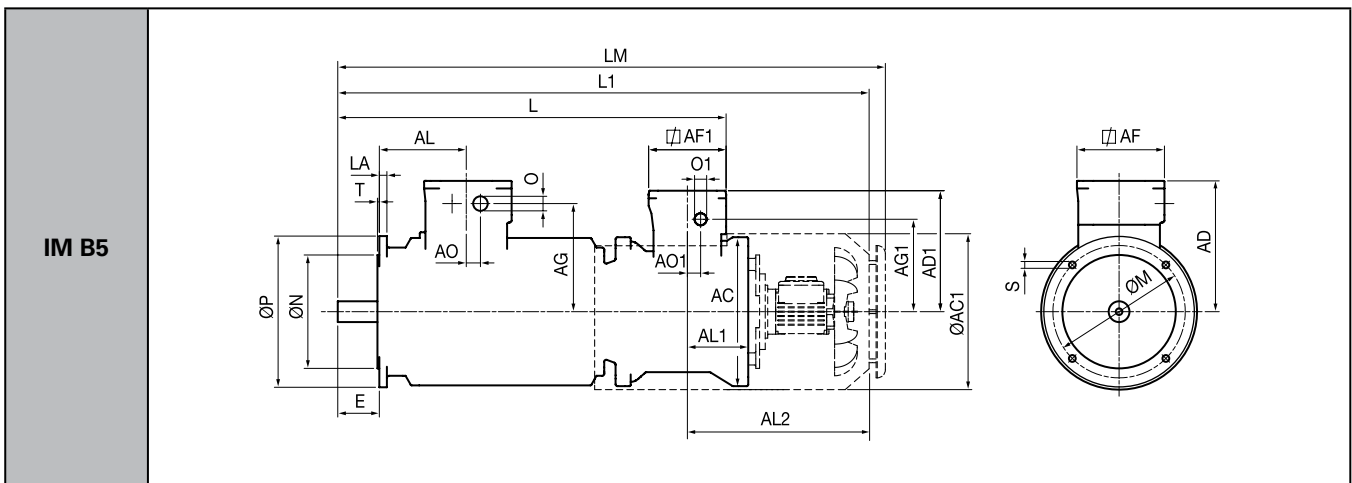 IM B5
LM
L1
L
AL
⌷ AF1
LA
O1
T
O
AO
AG
AO1
AC
AG1
AD1
ØAC1
ØP
ØN
AL1
E
AL2
⌷ AF
AD
S
ØM